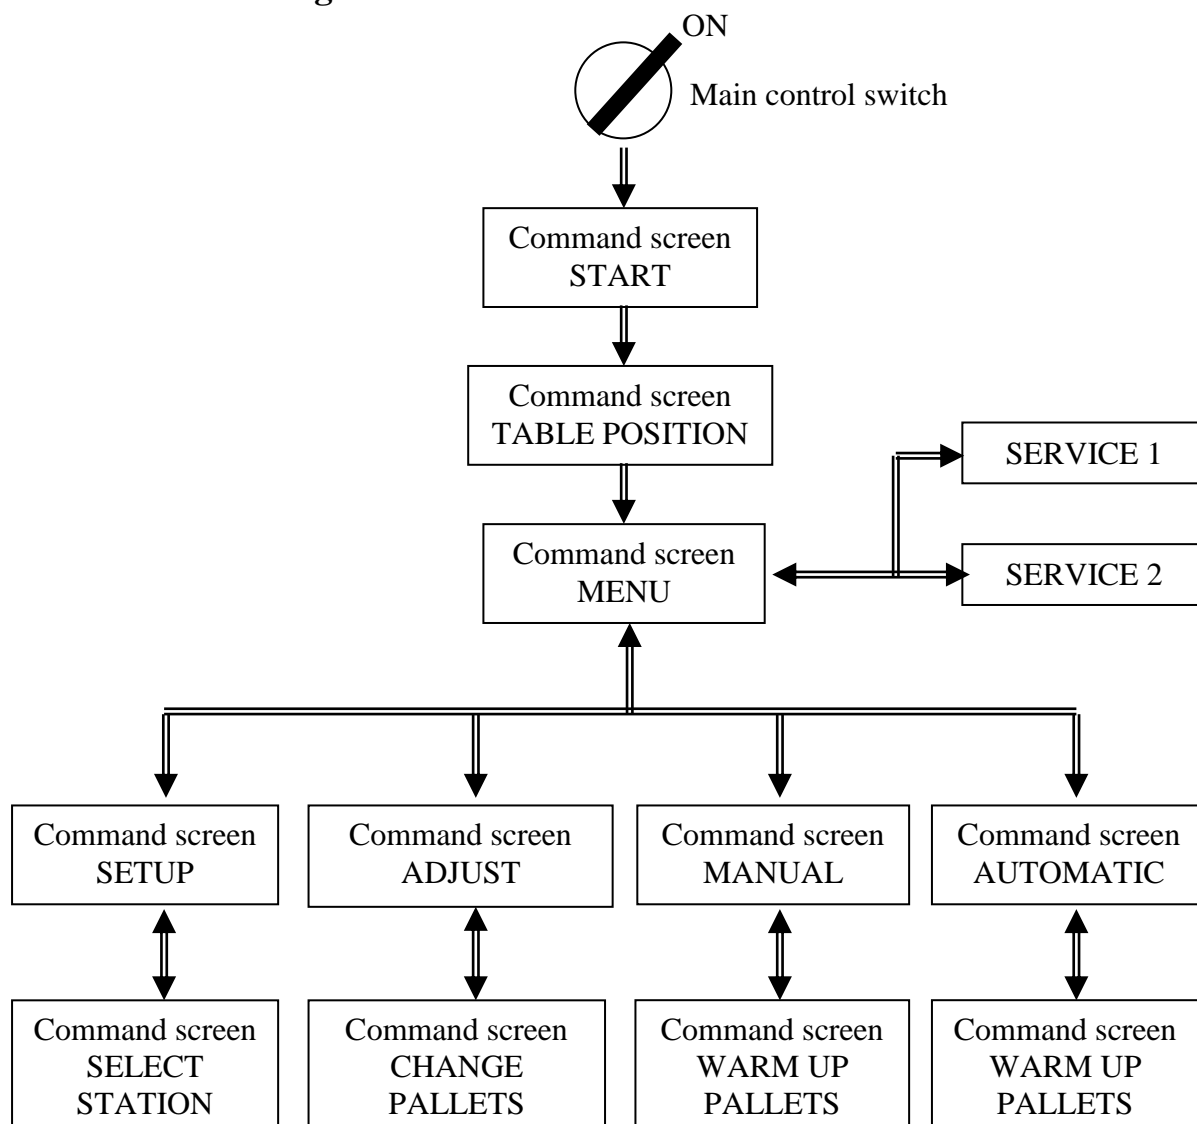 ON
Main control switch
Command screen
START
Command screen
TABLE POSITION
SERVICE 1
Command screen
MENU
SERVICE 2
Command screen
SETUP
Command screen
ADJUST
Command screen
MANUAL
Command screen
AUTOMATIC
Command screen
SELECT
STATION
Command screen
CHANGE
PALLETS
Command screen
WARM UP
PALLETS
Command screen
WARM UP
PALLETS